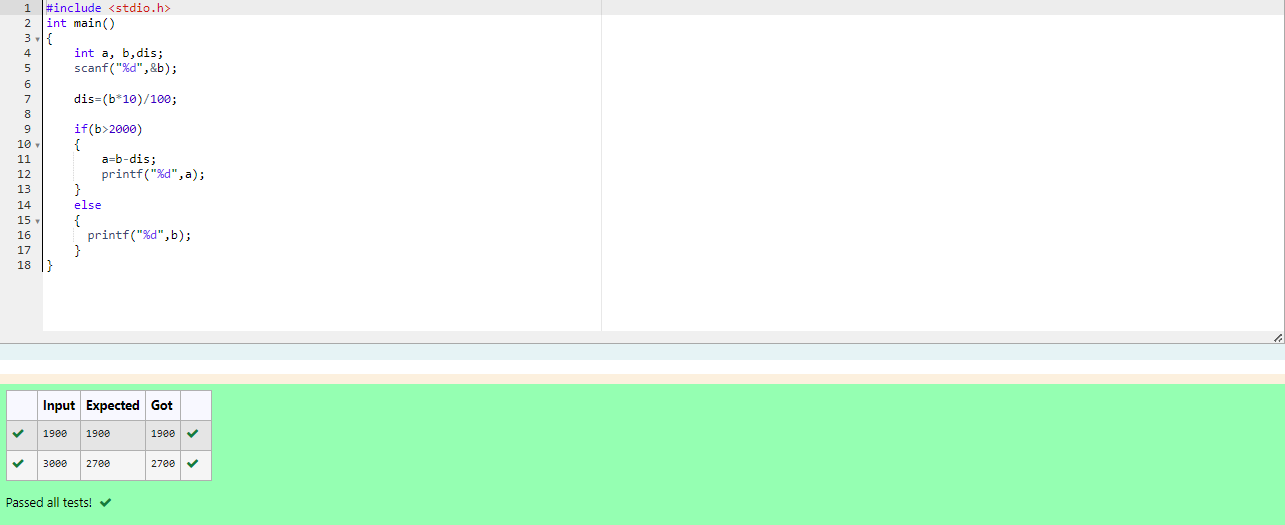 1 #include <stdio.h>
2 int main()
3 {
4 int a, b,dis;
5 scanf("%d",&b);
6
7 dis=(b*10)/100;
8
9 if(b>2000)
10 {
11 a=b-dis;
12 printf("%d",a);
13 }
14 else
15 {
16 printf("%d",b);
17 }
18 }
Input Expected Got
1900 1900 1900
3000 2700 2700
Passed all tests!